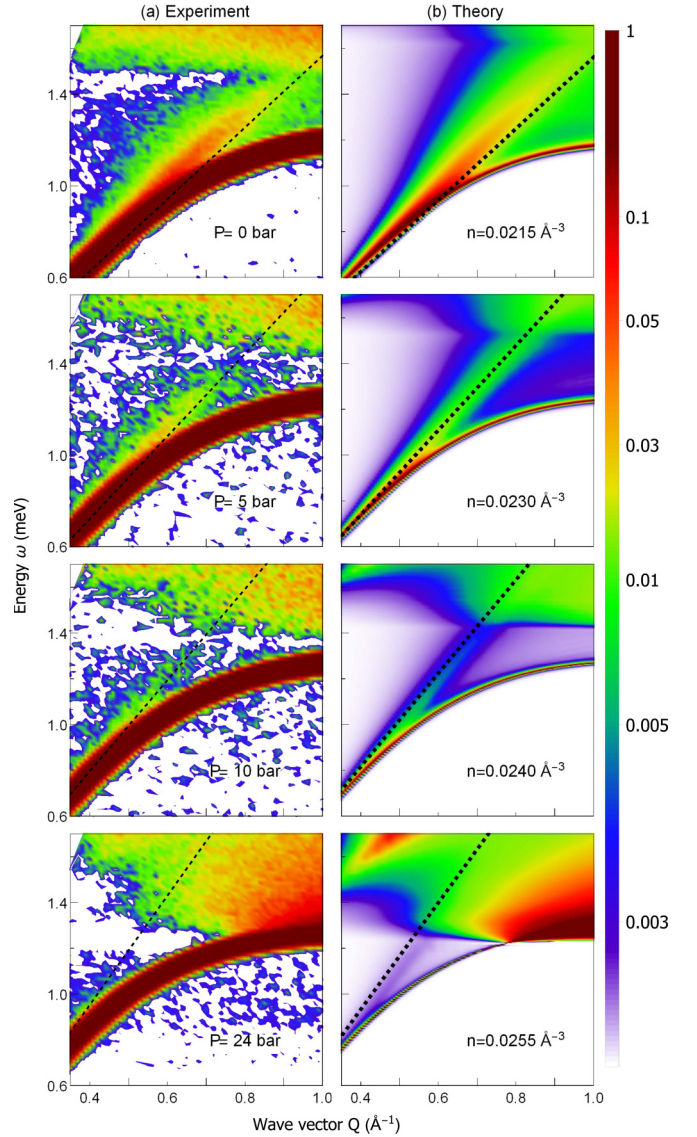 (a) Experiment
(b) Theory
1
1.4
1.0
0.6
P= 0 bar
n=0.0215 Å⁻³
0.1
0.05
1.4
1.0
0.6
P= 5 bar
n=0.0230 Å⁻³
0.03
Energy ω (meV)
0.01
1.4
1.0
0.6
P= 10 bar
n=0.0240 Å⁻³
0.005
1.4
1.0
0.6
P= 24 bar
n=0.0255 Å⁻³
0.003
0.4 0.6 0.8 1.0
0.4 0.6 0.8 1.0
Wave vector Q (Å⁻¹)